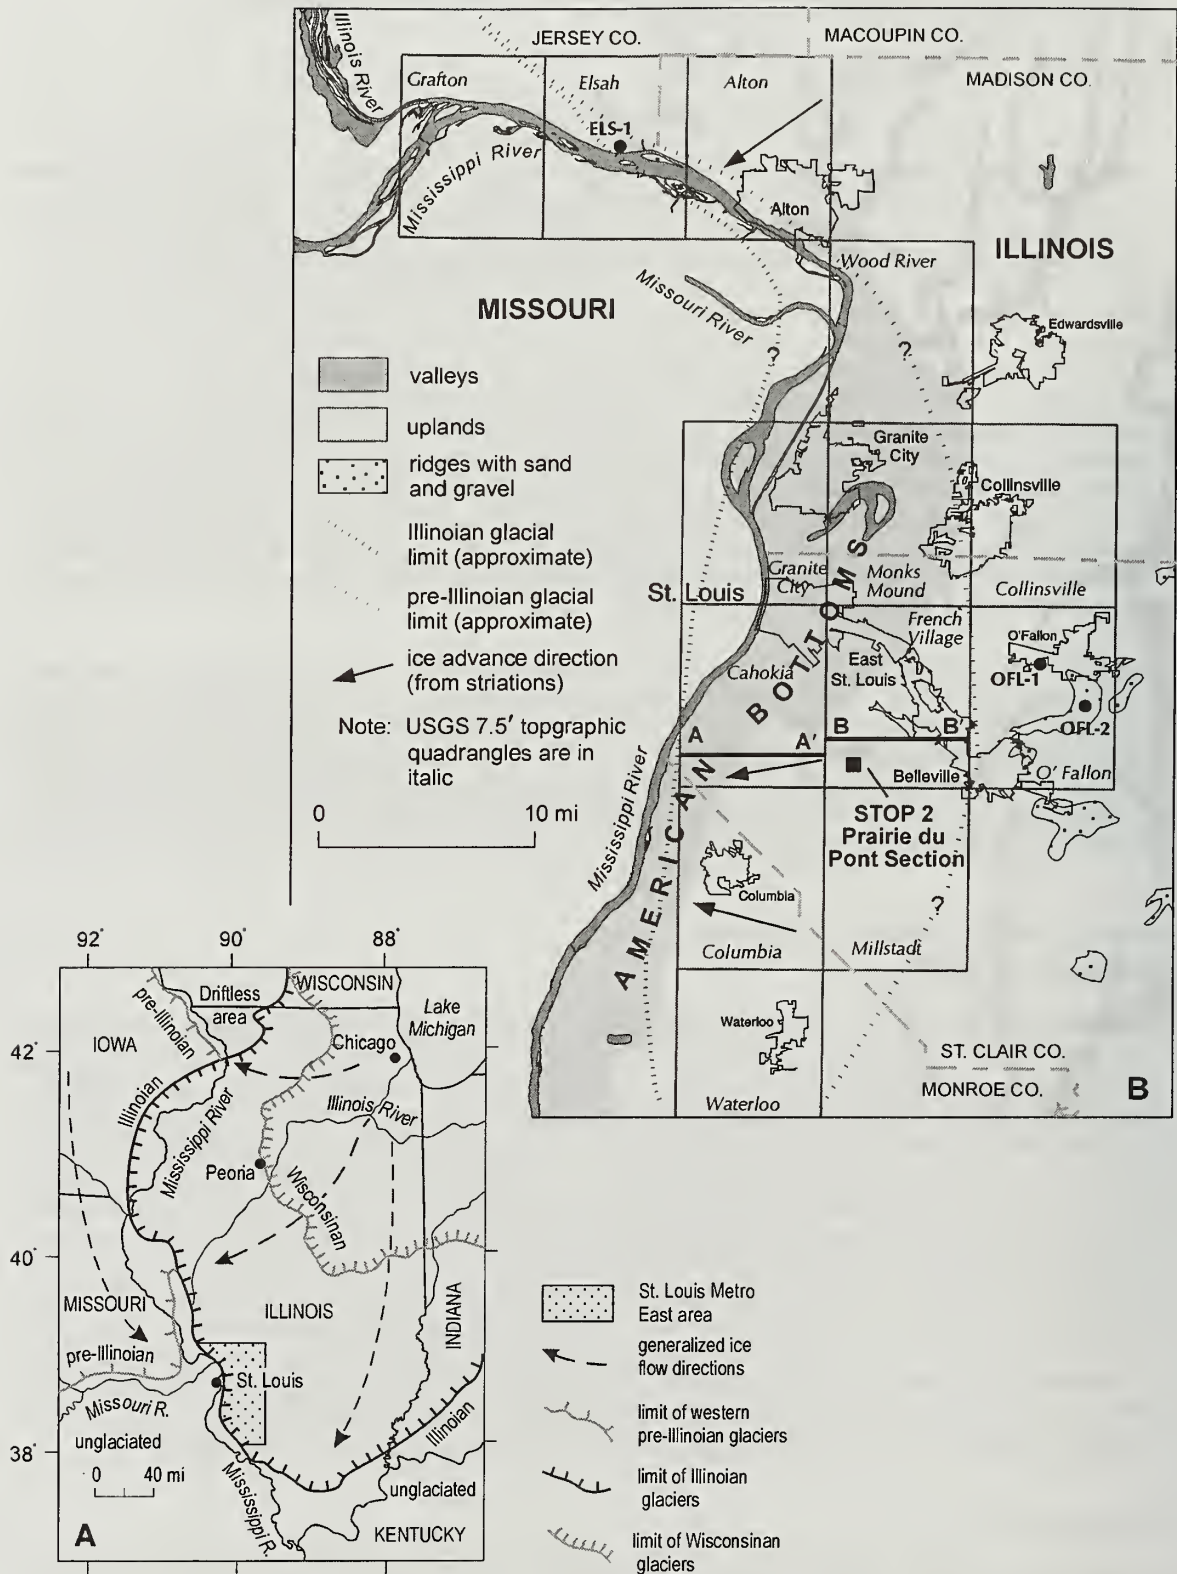 JERSEY CO.
MACOUPIN CO.
MADISON CO.
Illinois River
Grafton
Elsah
Alton
ELS-1
Mississippi River
Alton
Wood River
ILLINOIS
MISSOURI
Missouri River
?
?
Edwardsville
valleys
uplands
ridges with sand
and gravel
Illinoian glacial
limit (approximate)
pre-Illinoian glacial
limit (approximate)
ice advance direction
(from striations)
Note: USGS 7.5′ topgraphic
quadrangles are in
italic
0 10 mi
Granite
City
Collinsville
Granite
City
Monks
Mound
Collinsville
St. Louis
French
Village
O'Fallon
OFL-1
OFL-2
Cahokia
East
St. Louis
AMERICAN BOTTOMS
A A'
B B'
Belleville
O' Fallon
STOP 2
Prairie du
Pont Section
Mississippi River
Columbia
Columbia
Millstadt
?
Waterloo
Waterloo
ST. CLAIR CO.
MONROE CO.
B
92° 90° 88°
42°
40°
38°
pre-Illinoian
Driftless
area
WISCONSIN
Lake
Michigan
IOWA
Chicago
Illinoian
Mississippi River
Illinois River
Peoria
Wisconsinan
MISSOURI
ILLINOIS
INDIANA
pre-Illinoian
St. Louis
Missouri R.
unglaciated
0 40 mi
Mississippi R.
Illinoian
unglaciated
KENTUCKY
A
St. Louis Metro
East area
generalized ice
flow directions
limit of western
pre-Illinoian glaciers
limit of Illinoian
glaciers
limit of Wisconsinan
glaciers